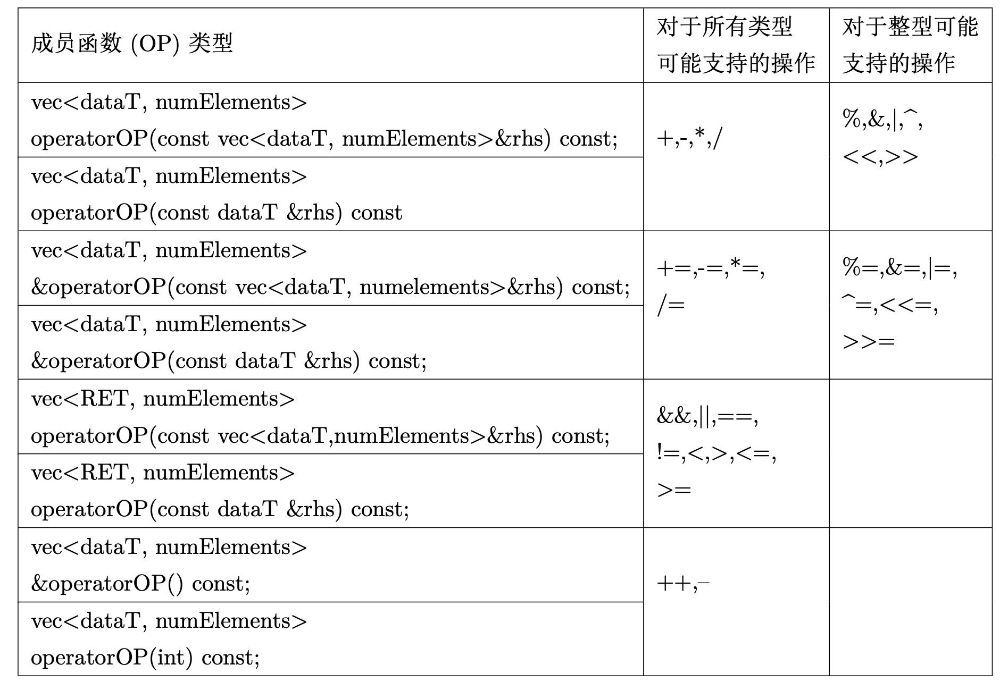 成员函数 (OP) 类型
对于所有类型
可能支持的操作
对于整型可能
支持的操作
vec<dataT, numElements>
operatorOP(const vec<dataT, numElements>&rhs) const;
vec<dataT, numElements>
operatorOP(const dataT &rhs) const
+,-,*,/
%,&,|,^,
<<,>>
vec<dataT, numElements>
&operatorOP(const vec<dataT, numelements>&rhs) const;
vec<dataT, numElements>
&operatorOP(const dataT &rhs) const;
+=,-=,*=,
/=
%=,&=,|=,
^=,<<=,
>>=
vec<RET, numElements>
operatorOP(const vec<dataT,numElements>&rhs) const;
vec<RET, numElements>
operatorOP(const dataT &rhs) const;
&&,||,==,
!=,<,>,<=,
>=
vec<dataT, numElements>
&operatorOP() const;
vec<dataT, numElements>
operatorOP(int) const;
++,–